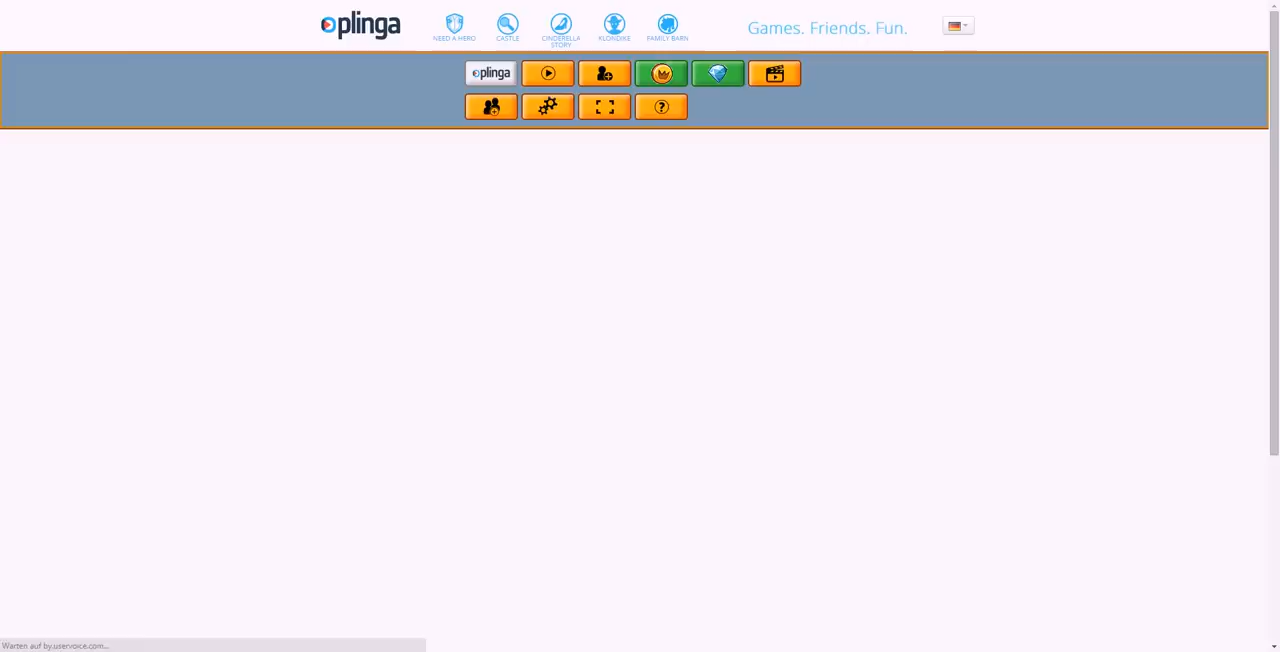 plinga
NEED A HERO
CASTLE
CINDERELLA
STORY
KLONDIKE
FAMILY BARN
Games. Friends. Fun.
plinga
Warten auf by.uservoice.com...